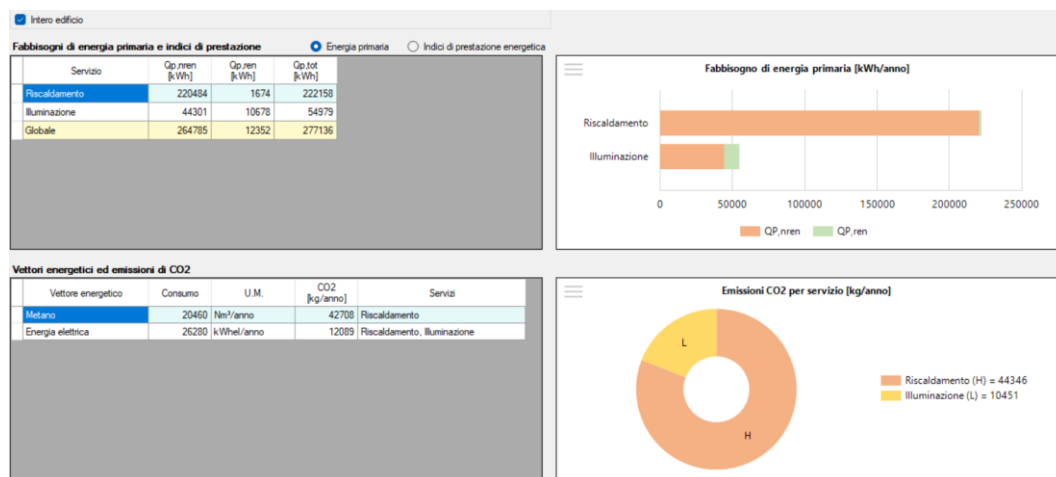 Intero edificio
Fabbisogni di energia primaria e indici di prestazione Energia primaria Indici di prestazione energetica
Servizio Qp,nren [kWh] Qp,ren [kWh] Qp,tot [kWh]
Riscaldamento 220484 1674 222158
Illuminazione 44301 10678 54979
Globale 264785 12352 277136
Fabbisogno di energia primaria [kWh/anno]
Riscaldamento
Illuminazione
0 50000 100000 150000 200000 250000
QP,nren QP,ren
Vettori energetici ed emissioni di CO2
Vettore energetico Consumo U.M. CO2 [kg/anno] Servizi
Metano 20460 Nm³/anno 42708 Riscaldamento
Energia elettrica 26280 kWhel/anno 12089 Riscaldamento, Illuminazione
Emissioni CO2 per servizio [kg/anno]
L
H
Riscaldamento (H) = 44346
Illuminazione (L) = 10451